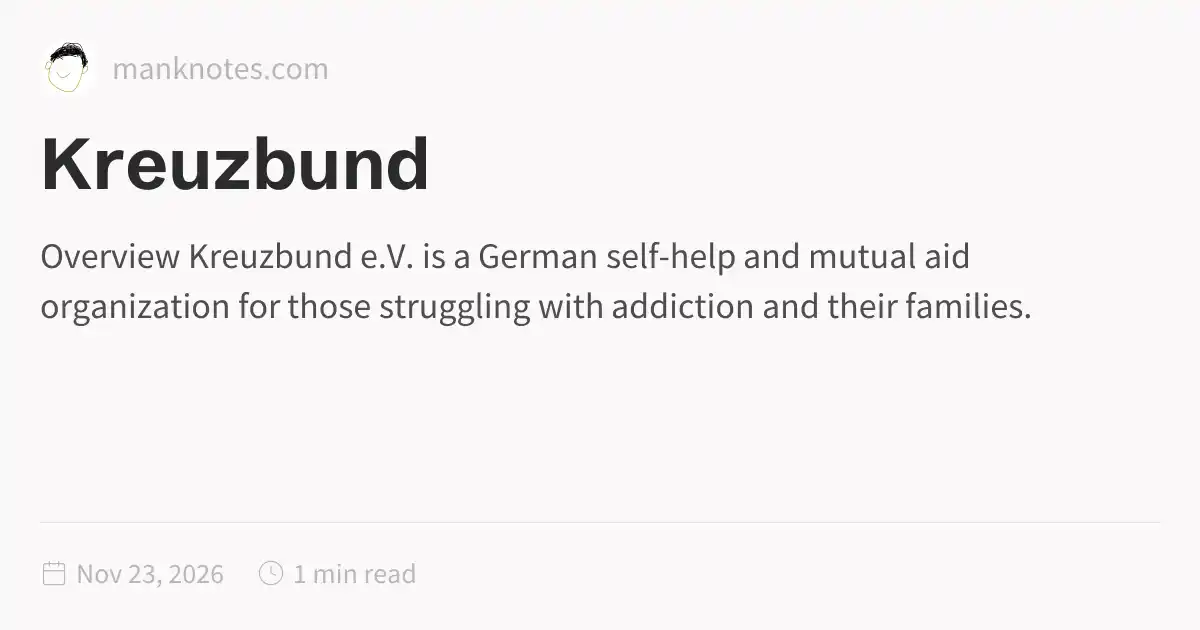 manknotes.com
Kreuzbund
Overview Kreuzbund e.V. is a German self-help and mutual aid
organization for those struggling with addiction and their families.
Nov 23, 2026 1 min read